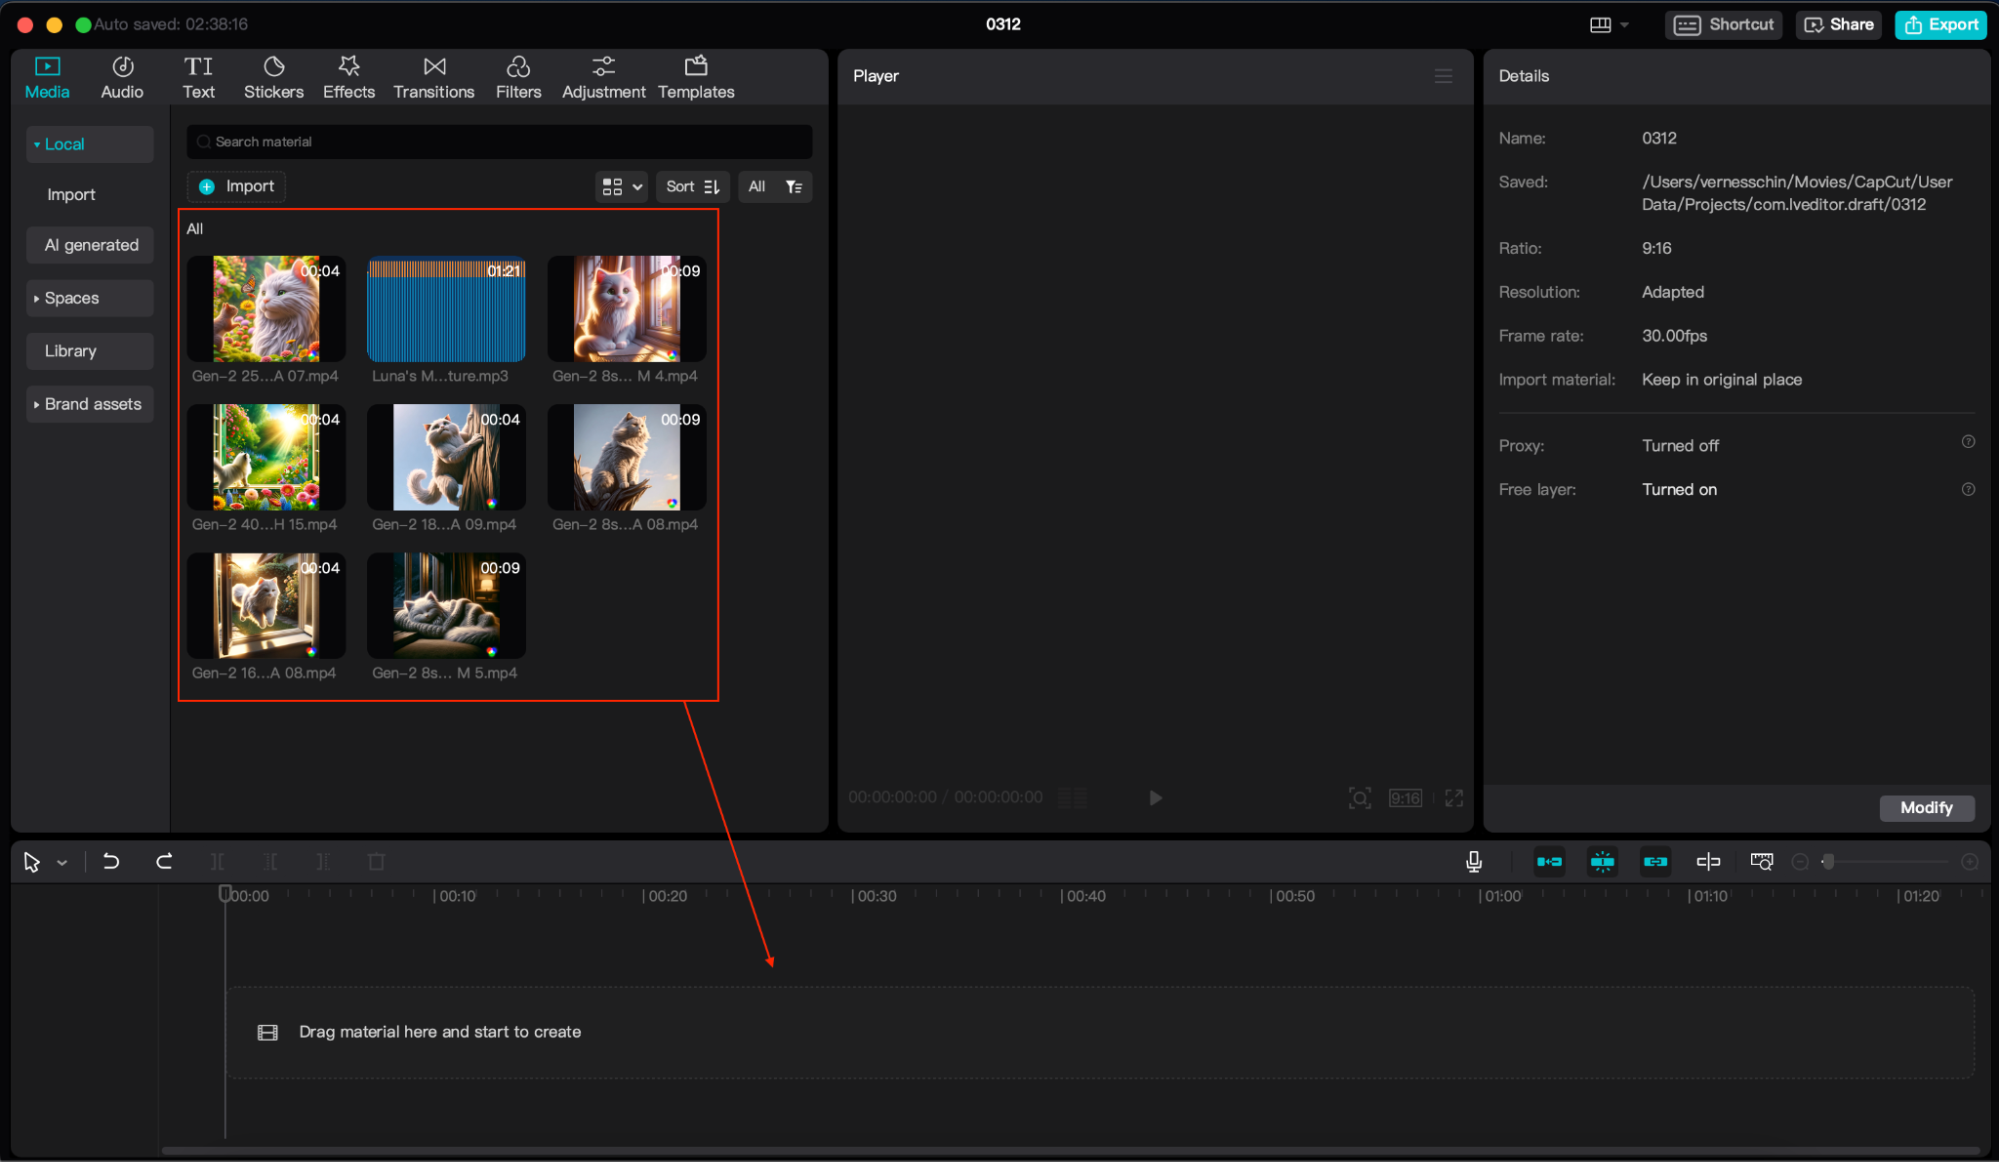 Auto saved: 02:38:16
0312
Shortcut
Share
Export
Media
Audio
TI
Text
Stickers
Effects
Transitions
Filters
Adjustment
Templates
Local
Import
AI generated
Spaces
Library
Brand assets
Search material
Import
Sort
All
All
00:04
01:21
00:09
Gen-2 25...A 07.mp4
Luna's M...ture.mp3
Gen-2 8s... M 4.mp4
00:04
00:04
00:09
Gen-2 40...H 15.mp4
Gen-2 18...A 09.mp4
Gen-2 8s...A 08.mp4
00:04
00:09
Gen-2 16...A 08.mp4
Gen-2 8s... M 5.mp4
Player
00:00:00:00 / 00:00:00:00
9:16
Details
Name: 0312
Saved: /Users/vernesschin/Movies/CapCut/User
Data/Projects/com.lveditor.draft/0312
Ratio: 9:16
Resolution: Adapted
Frame rate: 30.00fps
Import material: Keep in original place
Proxy: Turned off
Free layer: Turned on
Modify
00:00 00:10 00:20 00:30 00:40 00:50 01:00 01:10 01:20
Drag material here and start to create